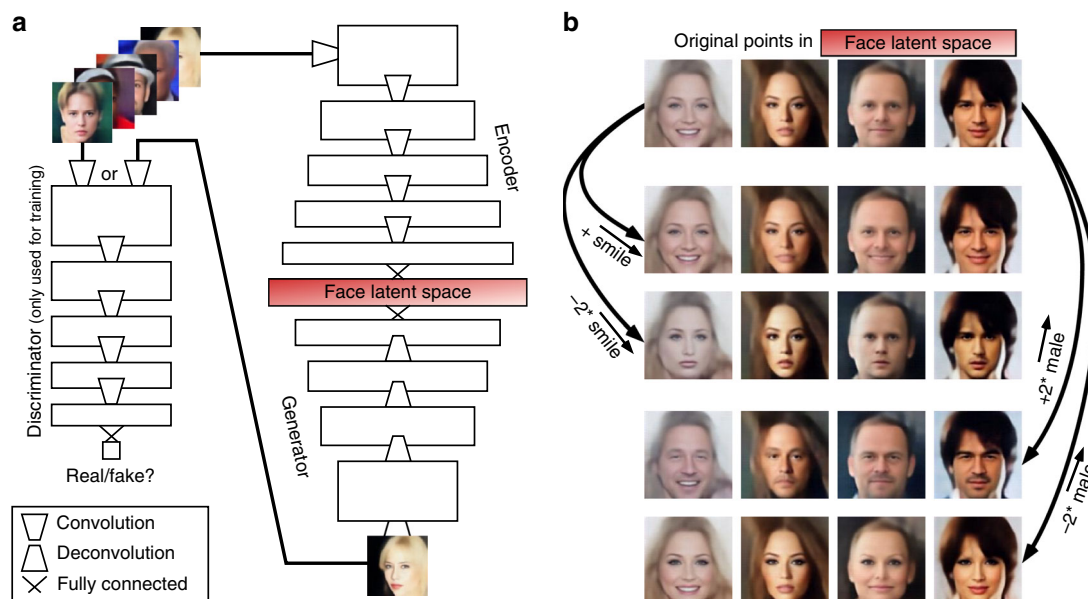 a
or
Discriminator (only used for training)
Real/fake?
Encoder
Face latent space
Generator
Convolution
Deconvolution
Fully connected
b
Original points in Face latent space
+ smile
–2* smile
+2* male
–2* male